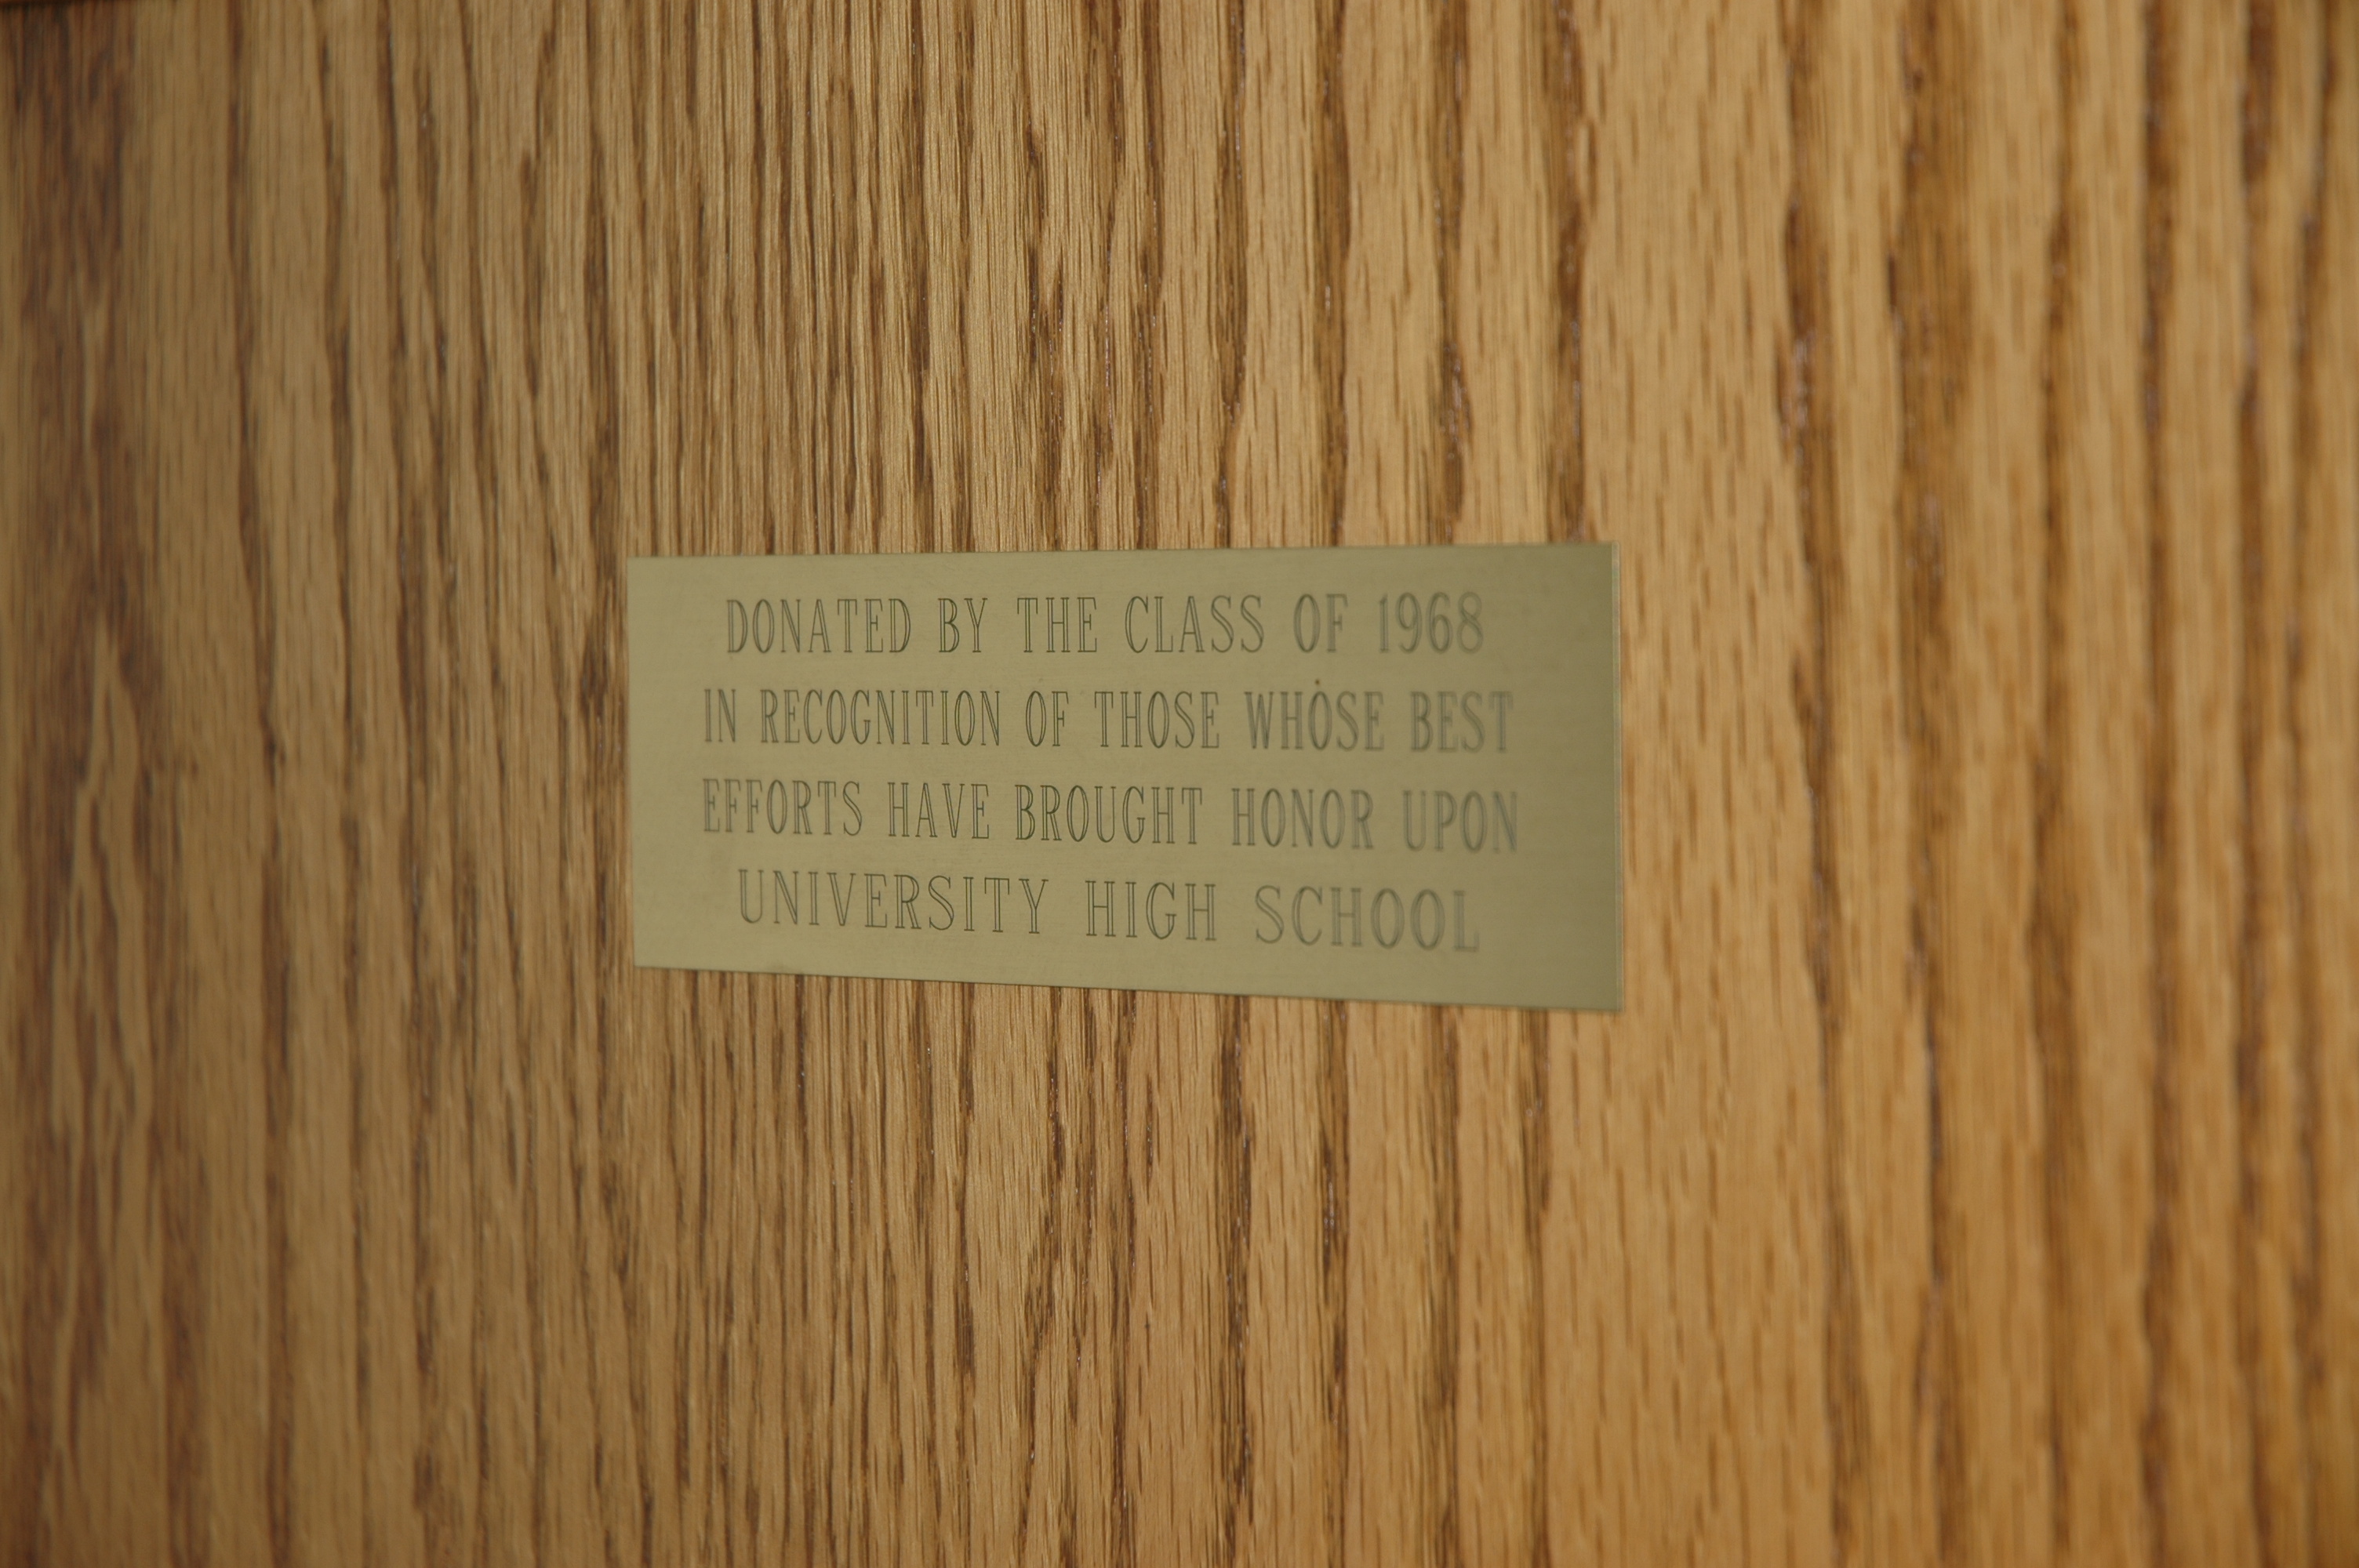 DONATED BY THE CLASS OF 1968
IN RECOGNITION OF THOSE WHOSE BEST
EFFORTS HAVE BROUGHT HONOR UPON
UNIVERSITY HIGH SCHOOL